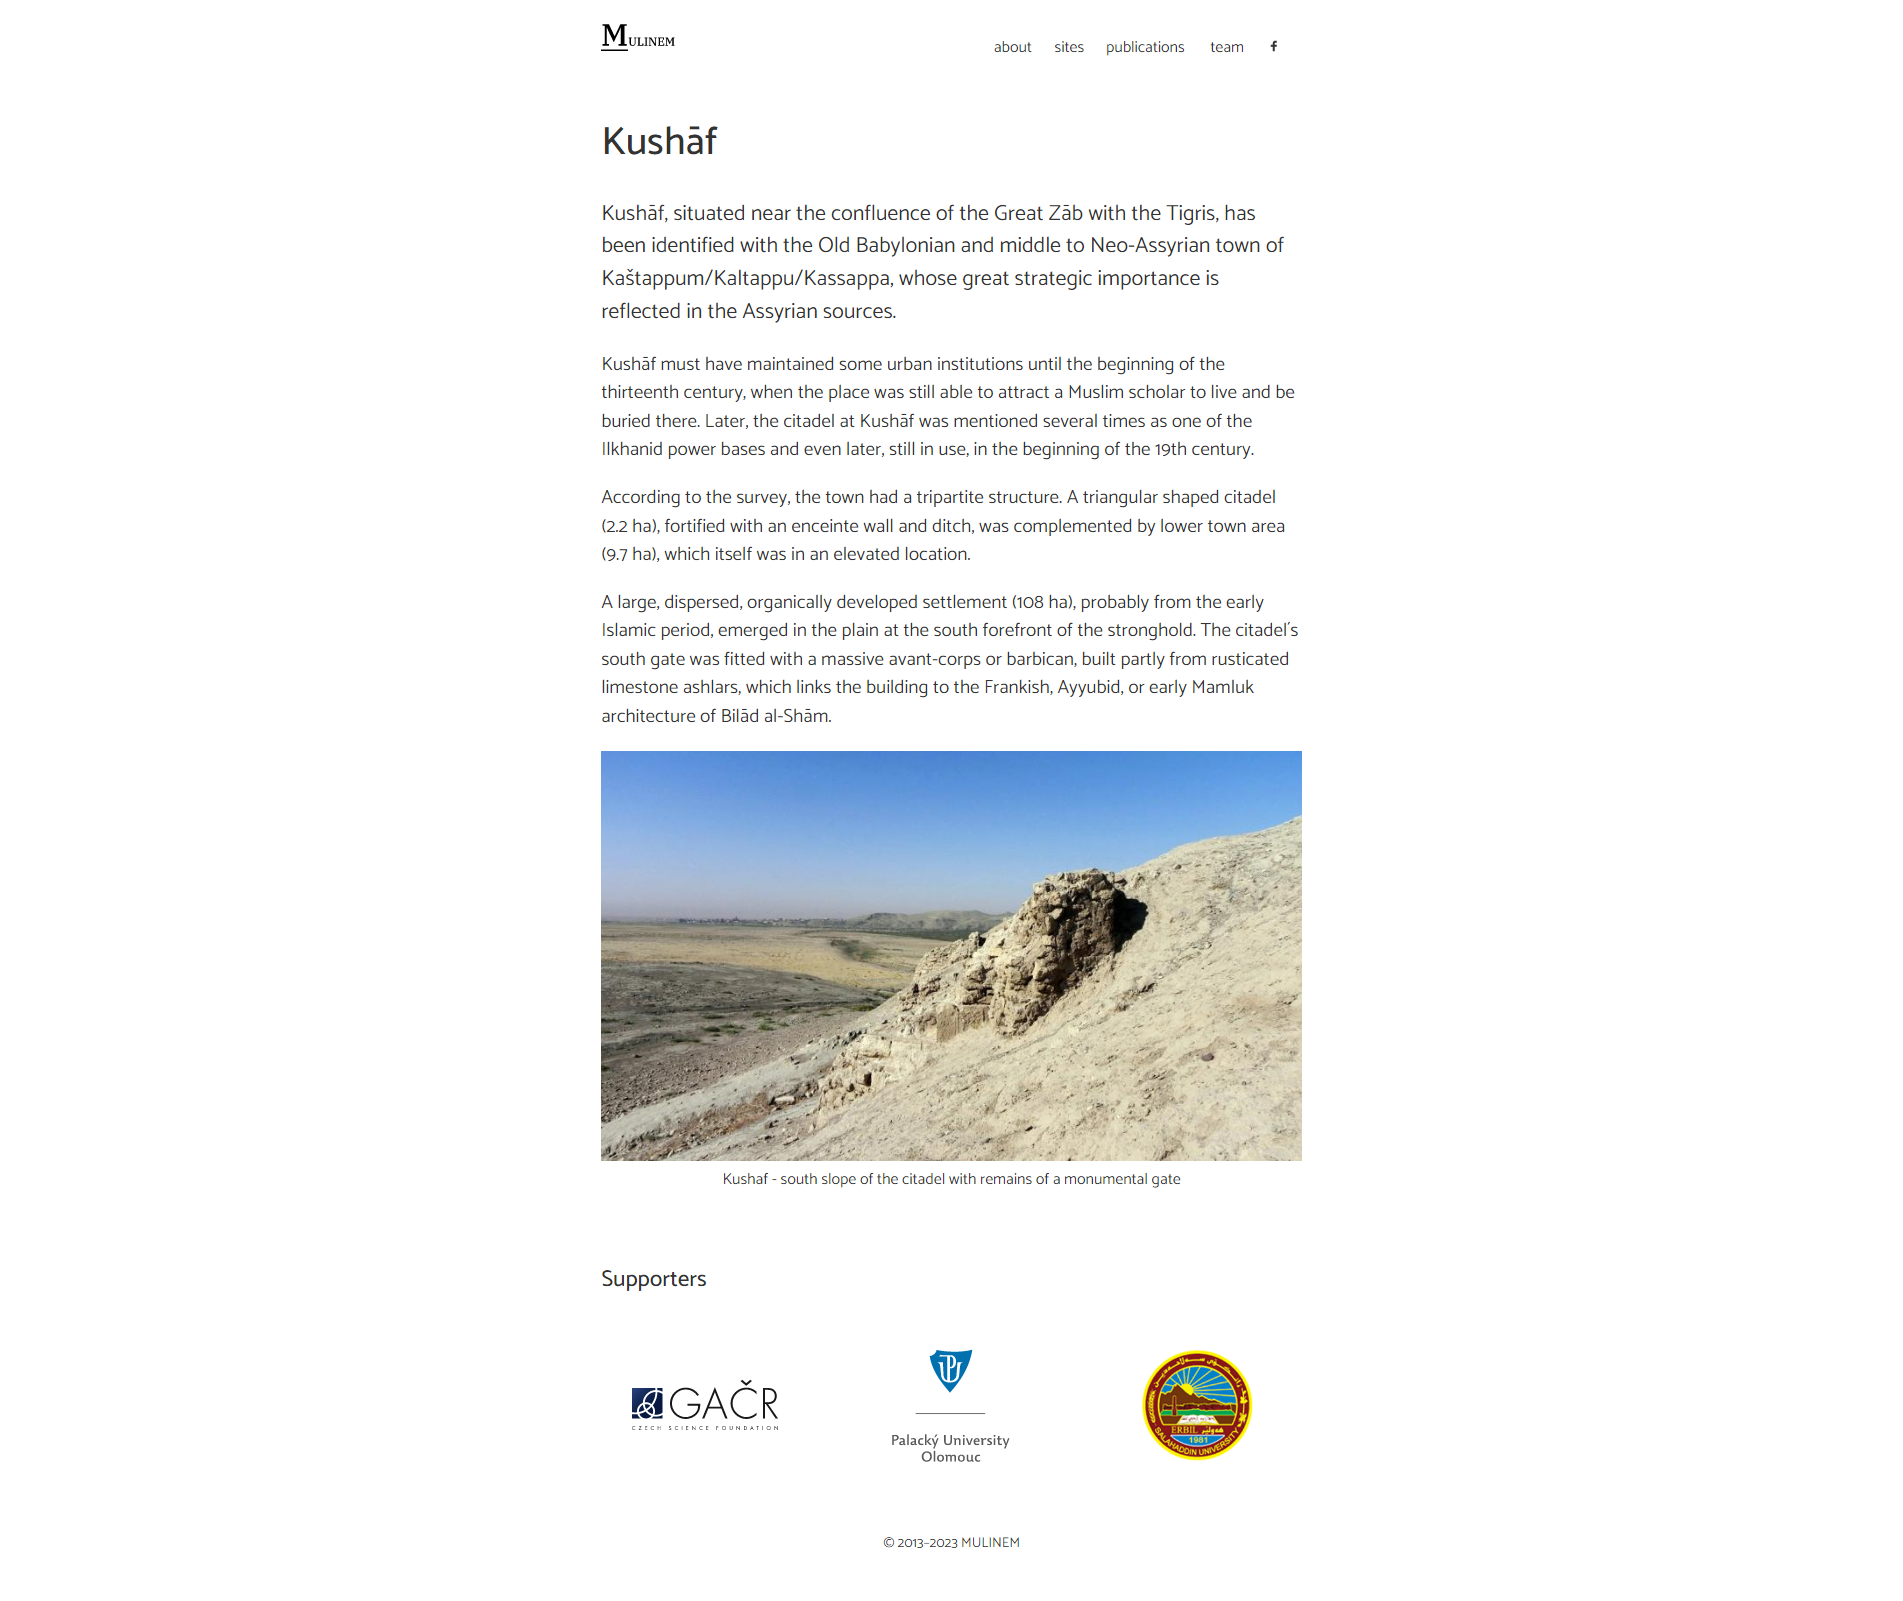 MULINEM
about sites publications team
Kushāf
Kushāf, situated near the confluence of the Great Zāb with the Tigris, has
been identified with the Old Babylonian and middle to Neo-Assyrian town of
Kaštappum/Kaltappu/Kassappa, whose great strategic importance is
reflected in the Assyrian sources.
Kushāf must have maintained some urban institutions until the beginning of the
thirteenth century, when the place was still able to attract a Muslim scholar to live and be
buried there. Later, the citadel at Kushāf was mentioned several times as one of the
Ilkhanid power bases and even later, still in use, in the beginning of the 19th century.
According to the survey, the town had a tripartite structure. A triangular shaped citadel
(2.2 ha), fortified with an enceinte wall and ditch, was complemented by lower town area
(9.7 ha), which itself was in an elevated location.
A large, dispersed, organically developed settlement (108 ha), probably from the early
Islamic period, emerged in the plain at the south forefront of the stronghold. The citadel´s
south gate was fitted with a massive avant-corps or barbican, built partly from rusticated
limestone ashlars, which links the building to the Frankish, Ayyubid, or early Mamluk
architecture of Bilād al-Shām.
Kushaf - south slope of the citadel with remains of a monumental gate
Supporters
GAČR
CZECH SCIENCE FOUNDATION
Palacký University
Olomouc
ERBIL هەولێر
1981
SALAHADDIN UNIVERSITY
© 2013–2023 MULINEM